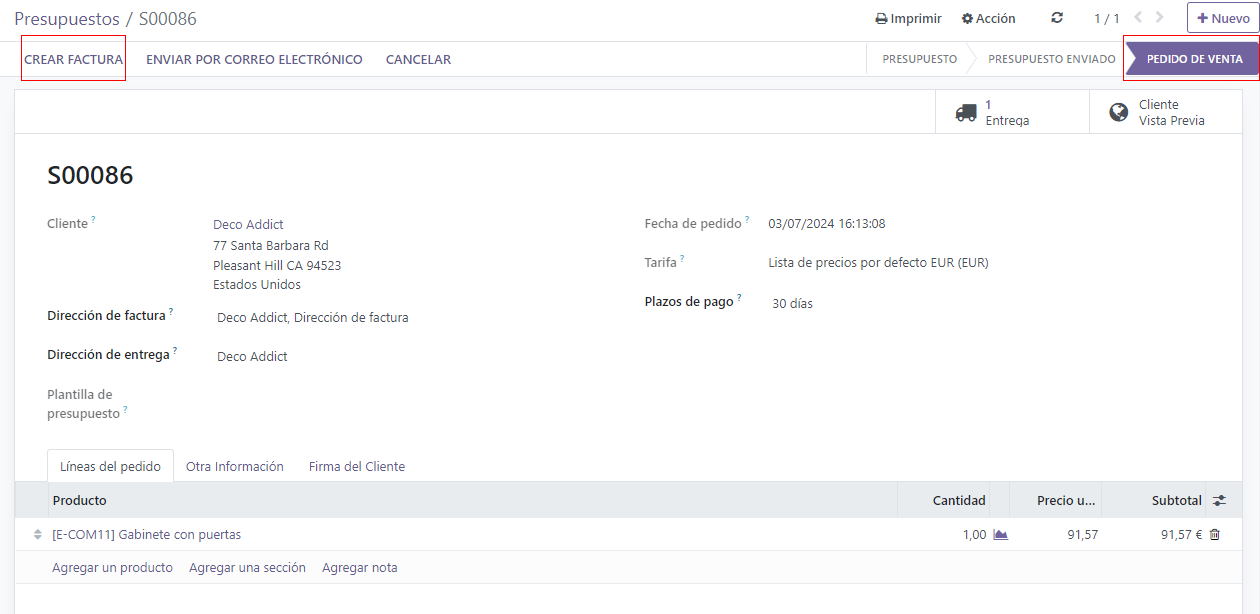 Presupuestos / S00086
Imprimir
Acción
1 / 1
Nuevo
CREAR FACTURA
ENVIAR POR CORREO ELECTRÓNICO
CANCELAR
PRESUPUESTO
PRESUPUESTO ENVIADO
PEDIDO DE VENTA
1
Entrega
Cliente
Vista Previa
S00086
Cliente ?
Deco Addict
77 Santa Barbara Rd
Pleasant Hill CA 94523
Estados Unidos
Dirección de factura ?
Deco Addict, Dirección de factura
Dirección de entrega ?
Deco Addict
Plantilla de
presupuesto ?
Fecha de pedido ?
03/07/2024 16:13:08
Tarifa ?
Lista de precios por defecto EUR (EUR)
Plazos de pago ?
30 días
Líneas del pedido
Otra Información
Firma del Cliente
Producto
Cantidad
Precio u...
Subtotal
[E-COM11] Gabinete con puertas
1,00
91,57
91,57 €
Agregar un producto
Agregar una sección
Agregar nota